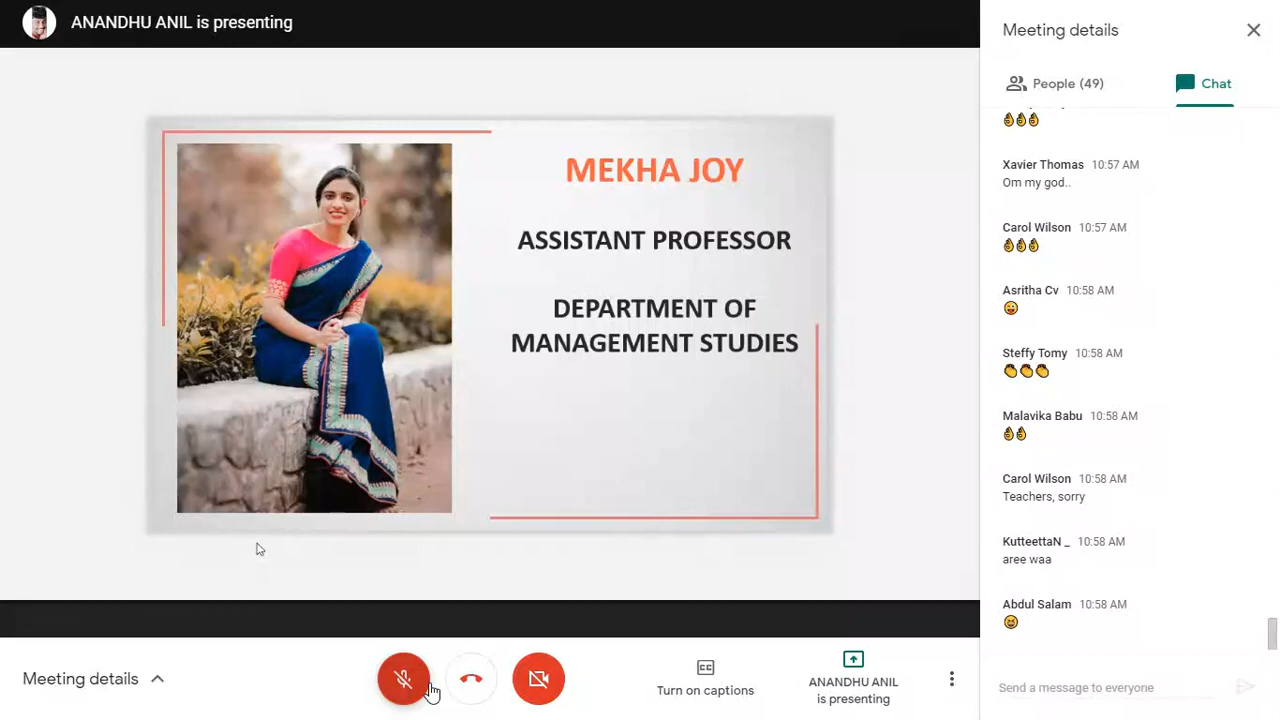 ANANDHU ANIL is presenting
MEKHA JOY
ASSISTANT PROFESSOR
DEPARTMENT OF
MANAGEMENT STUDIES
Meeting details
People (49)
Chat
Xavier Thomas 10:57 AM
Om my god..
Carol Wilson 10:57 AM
Asritha Cv 10:58 AM
Steffy Tomy 10:58 AM
Malavika Babu 10:58 AM
Carol Wilson 10:58 AM
Teachers, sorry
KutteettaN _ 10:58 AM
aree waa
Abdul Salam 10:58 AM
Send a message to everyone
Meeting details
Turn on captions
ANANDHU ANIL
is presenting